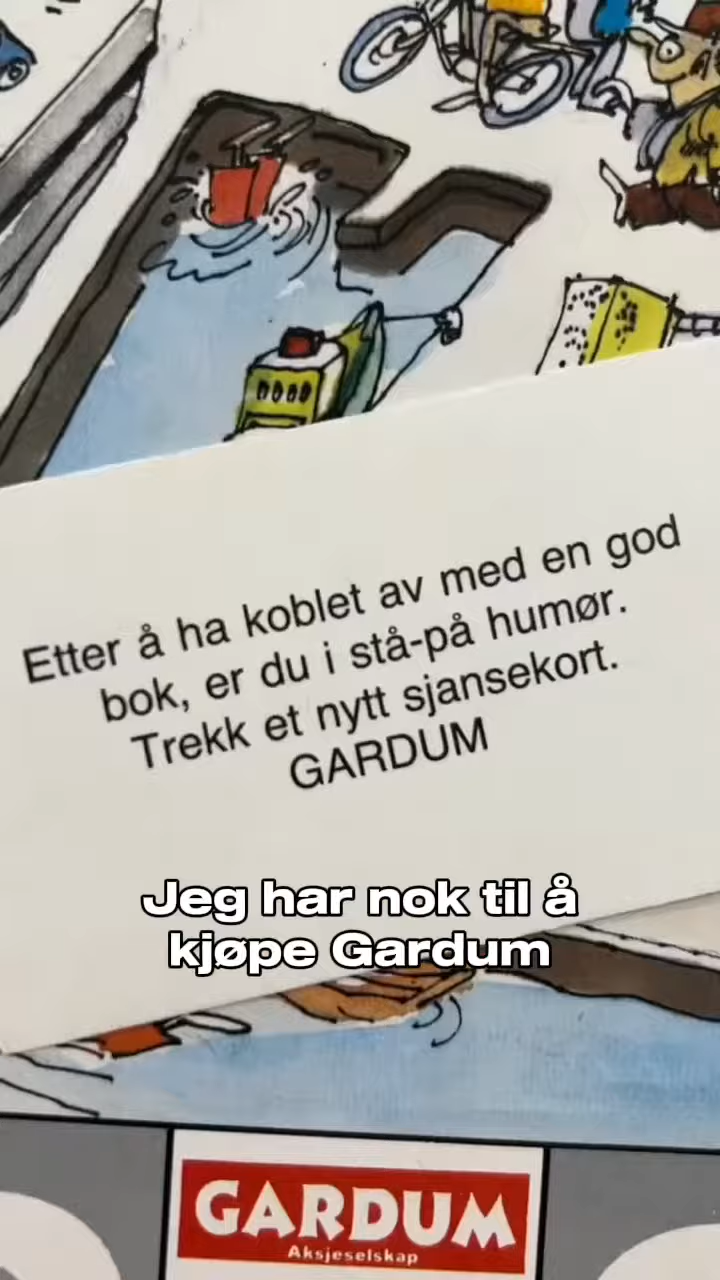 Etter å ha koblet av med en god
bok, er du i stå-på humør.
Trekk et nytt sjansekort.
GARDUM
Jeg har nok til å
kjøpe Gardum
GARDUM
Aksjeselskap